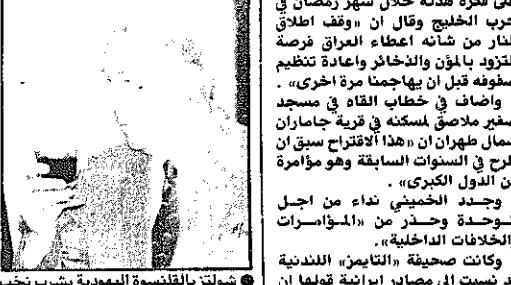 على فكرة هدنة خلال شهر رمضان في
حرب الخليج وقال ان «وقف اطلاق
النار من شأنه اعطاء العراق فرصة
للتزود بالمؤن والذخائر واعادة تنظيم
صفوفه قبل ان يهاجمنا مرة اخرى» .
واضاف في خطاب القاه في مسجد
صغير ملاصق لمسكنه في قرية جاماران
شمال طهران ان «هذا الاقتراح سبق ان
طرح في السنوات السابقة وهو مؤامرة
من الدول الكبرى» .
وجدد الخميني نداء من اجل
الوحدة وحذر من «المؤامرات
والخلافات الداخلية».
وكانت صحيفة «التايمز» اللندنية
قد نسبت الى مصادر ايرانية قولها ان
شولتز بالقلنسوة اليهودية يشرب نخب